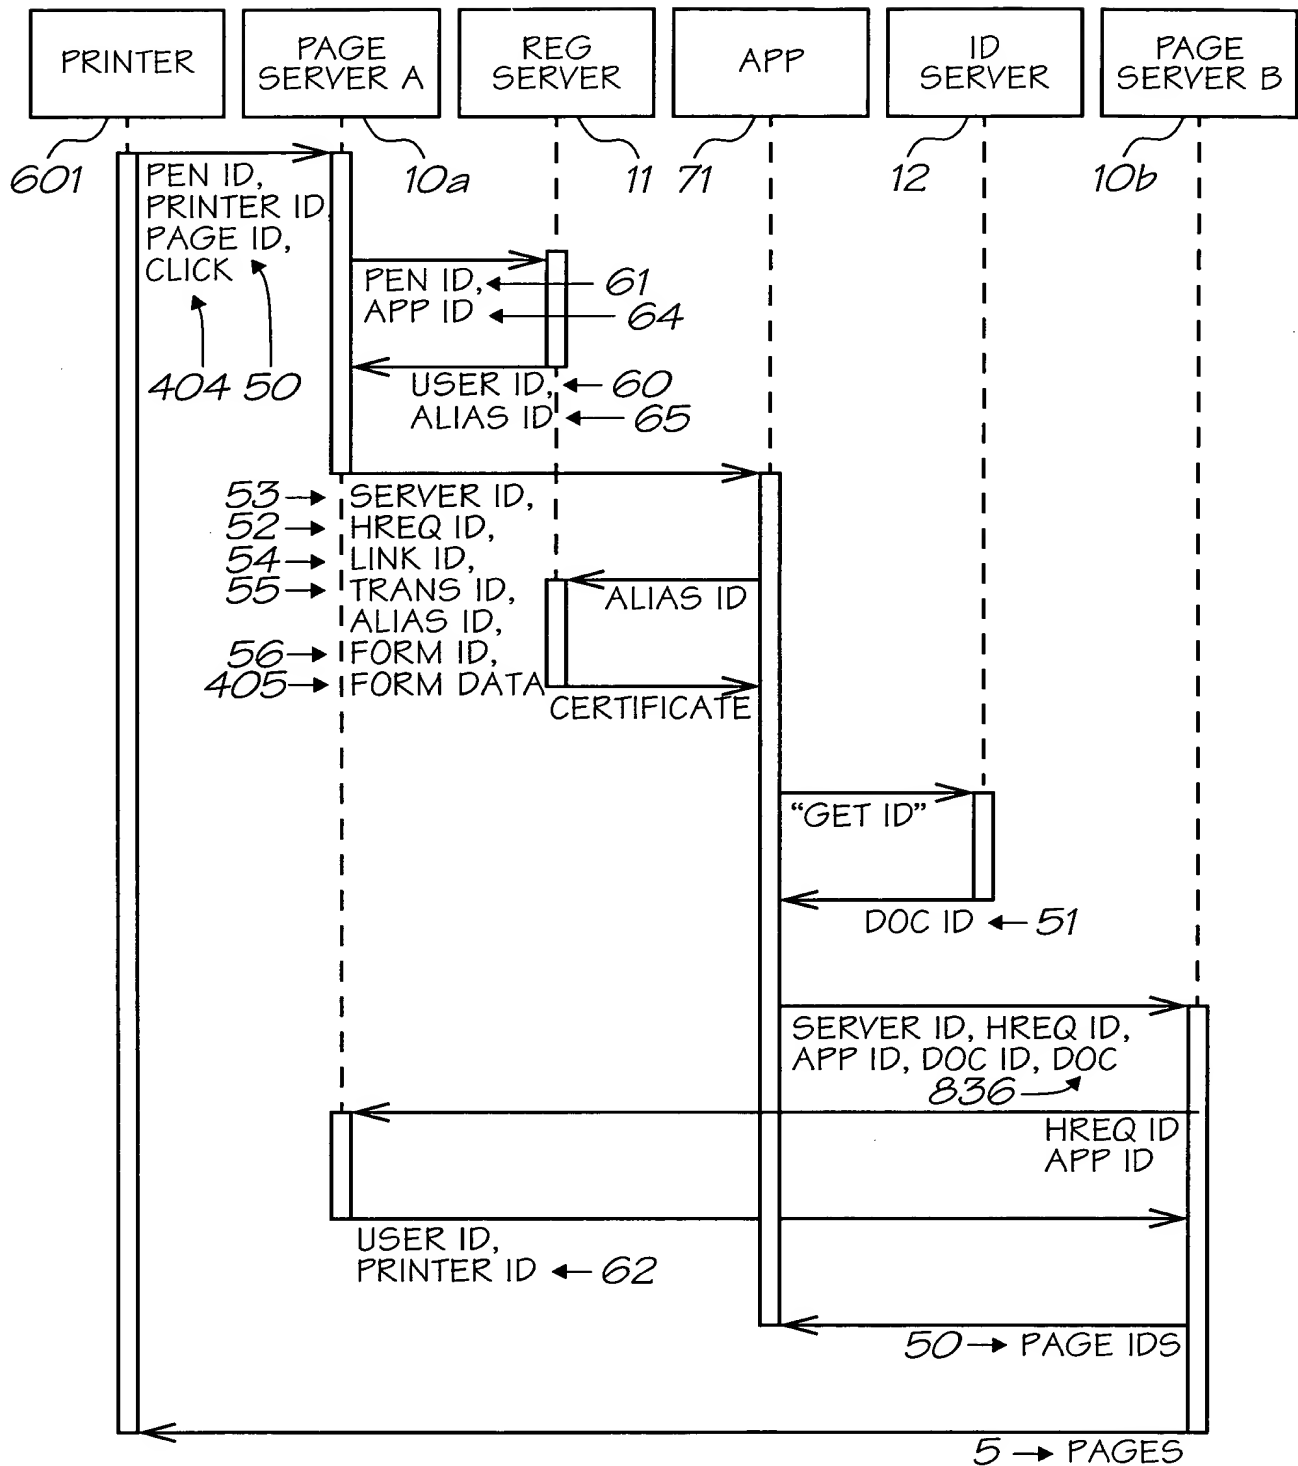 PRINTER
PAGE
SERVER A
REG
SERVER
APP
ID
SERVER
PAGE
SERVER B
601
10a
11
71
12
10b
PEN ID,
PRINTER ID
PAGE ID,
CLICK
404 50
PEN ID, 61
APP ID 64
USER ID, 60
ALIAS ID 65
53 SERVER ID,
52 HREQ ID,
54 LINK ID,
55 TRANS ID,
ALIAS ID,
56 FORM ID,
405 FORM DATA
ALIAS ID
CERTIFICATE
“GET ID”
DOC ID 51
SERVER ID, HREQ ID,
APP ID, DOC ID, DOC
836
HREQ ID
APP ID
USER ID,
PRINTER ID 62
50 PAGE IDS
5 PAGES